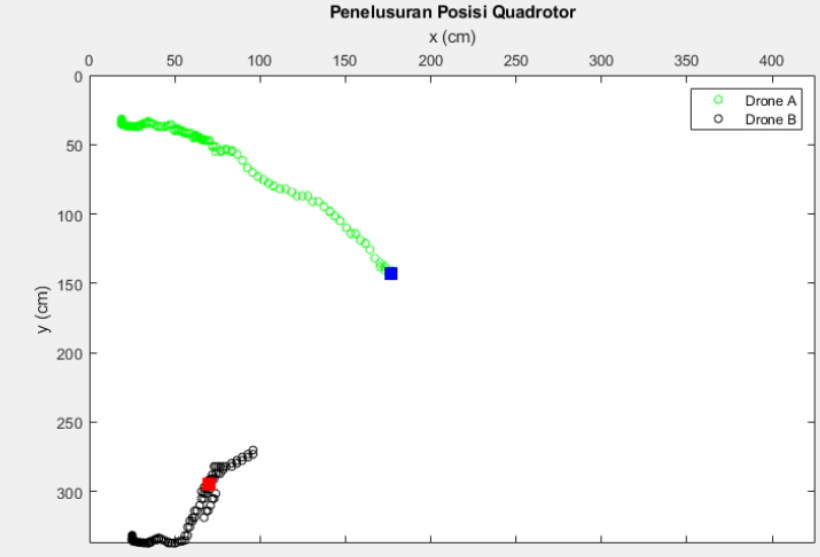 Penelusuran Posisi Quadrotor
x (cm)
0 50 100 150 200 250 300 350 400
0
50
100
150
200
250
300
y (cm)
Drone A
Drone B